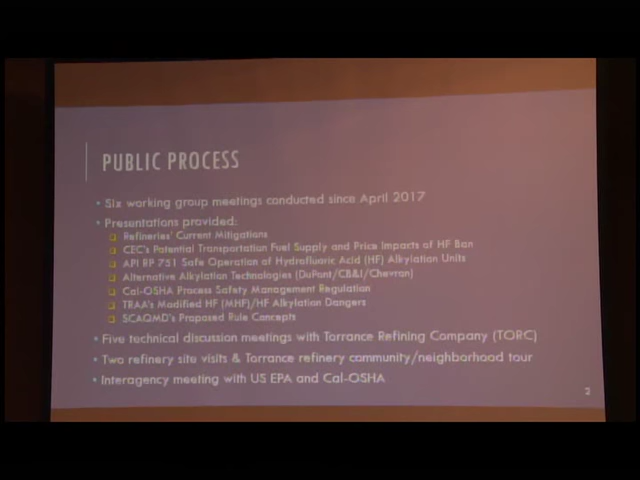 PUBLIC PROCESS
• Six working group meetings conducted since April 2017
• Presentations provided:
Refineries' Current Mitigations
CEC's Potential Transportation Fuel Supply and Price Impacts of HF Ban
API RP 751 Safe Operation of Hydrofluoric Acid (HF) Alkylation Units
Alternative Alkylation Technologies (DuPont/CB&I/Chevron)
Cal-OSHA Process Safety Management Regulation
TRAA's Modified HF (MHF)/HF Alkylation Dangers
SCAQMD's Proposed Rule Concepts
• Five technical discussion meetings with Torrance Refining Company (TORC)
• Two refinery site visits & Torrance refinery community/neighborhood tour
• Interagency meeting with US EPA and Cal-OSHA